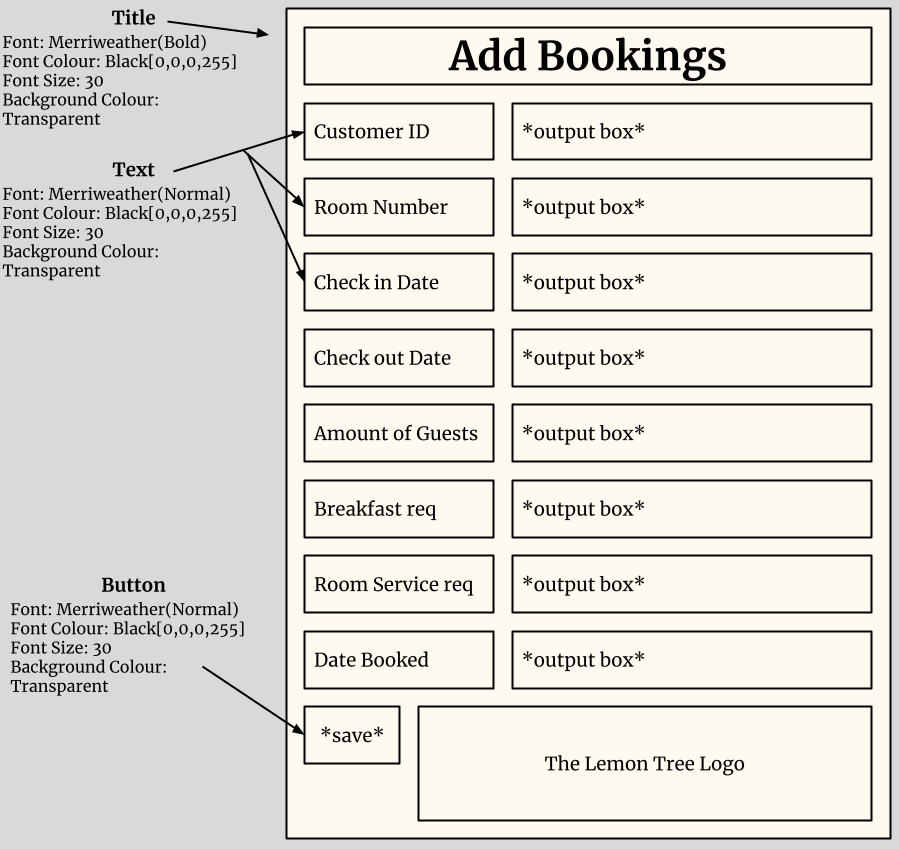 Title
Font: Merriweather(Bold)
Font Colour: Black[0,0,0,255]
Font Size: 30
Background Colour:
Transparent
Text
Font: Merriweather(Normal)
Font Colour: Black[0,0,0,255]
Font Size: 30
Background Colour:
Transparent
Button
Font: Merriweather(Normal)
Font Colour: Black[0,0,0,255]
Font Size: 30
Background Colour:
Transparent
Add Bookings
Customer ID *output box*
Room Number *output box*
Check in Date *output box*
Check out Date *output box*
Amount of Guests *output box*
Breakfast req *output box*
Room Service req *output box*
Date Booked *output box*
*save*
The Lemon Tree Logo